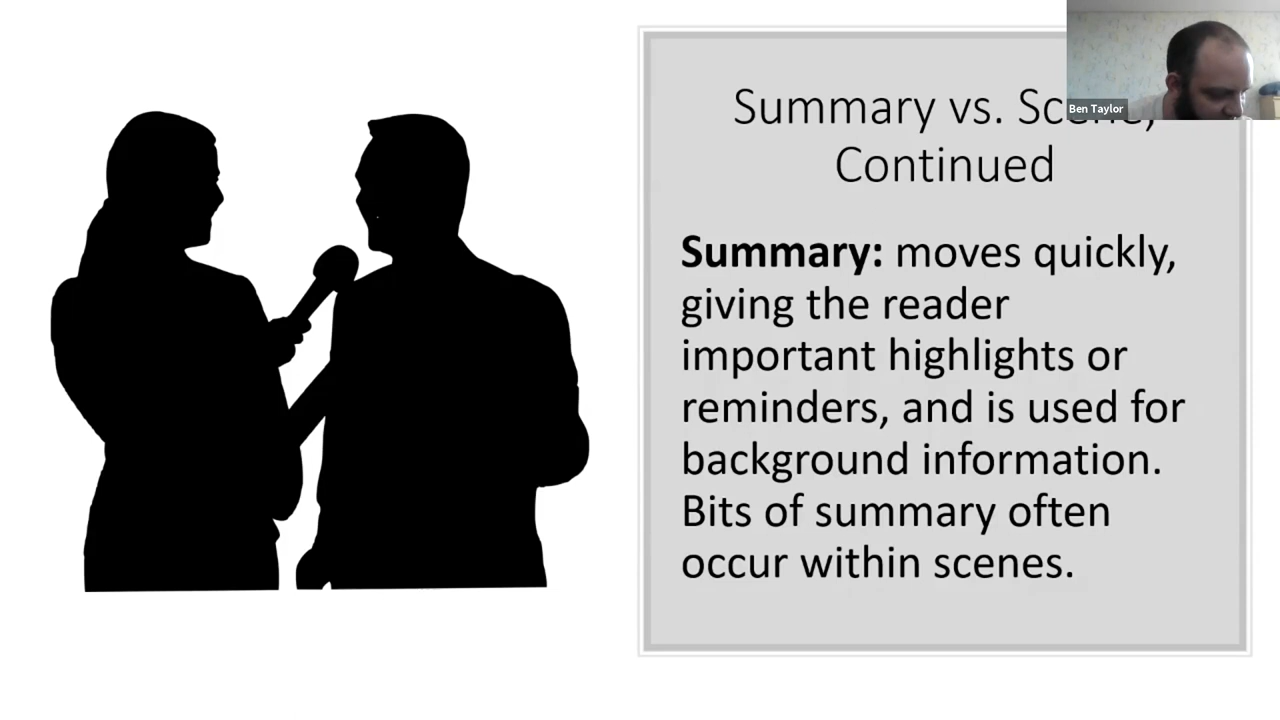 Summary vs. Scene,
Continued
Ben Taylor
Summary: moves quickly,
giving the reader
important highlights or
reminders, and is used for
background information.
Bits of summary often
occur within scenes.